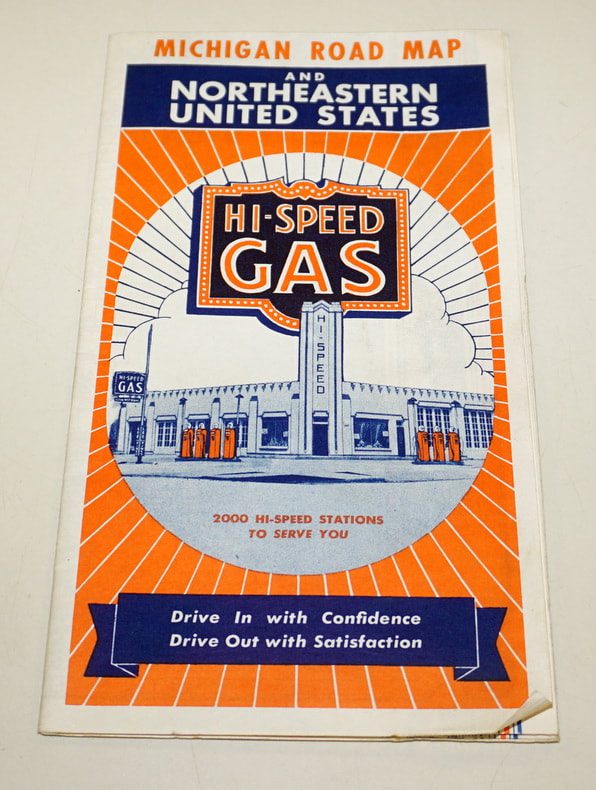 MICHIGAN ROAD MAP
AND
NORTHEASTERN
UNITED STATES
HI-SPEED
GAS
HI-SPEED
HI-SPEED
GAS
2000 HI-SPEED STATIONS
TO SERVE YOU
Drive In with Confidence
Drive Out with Satisfaction